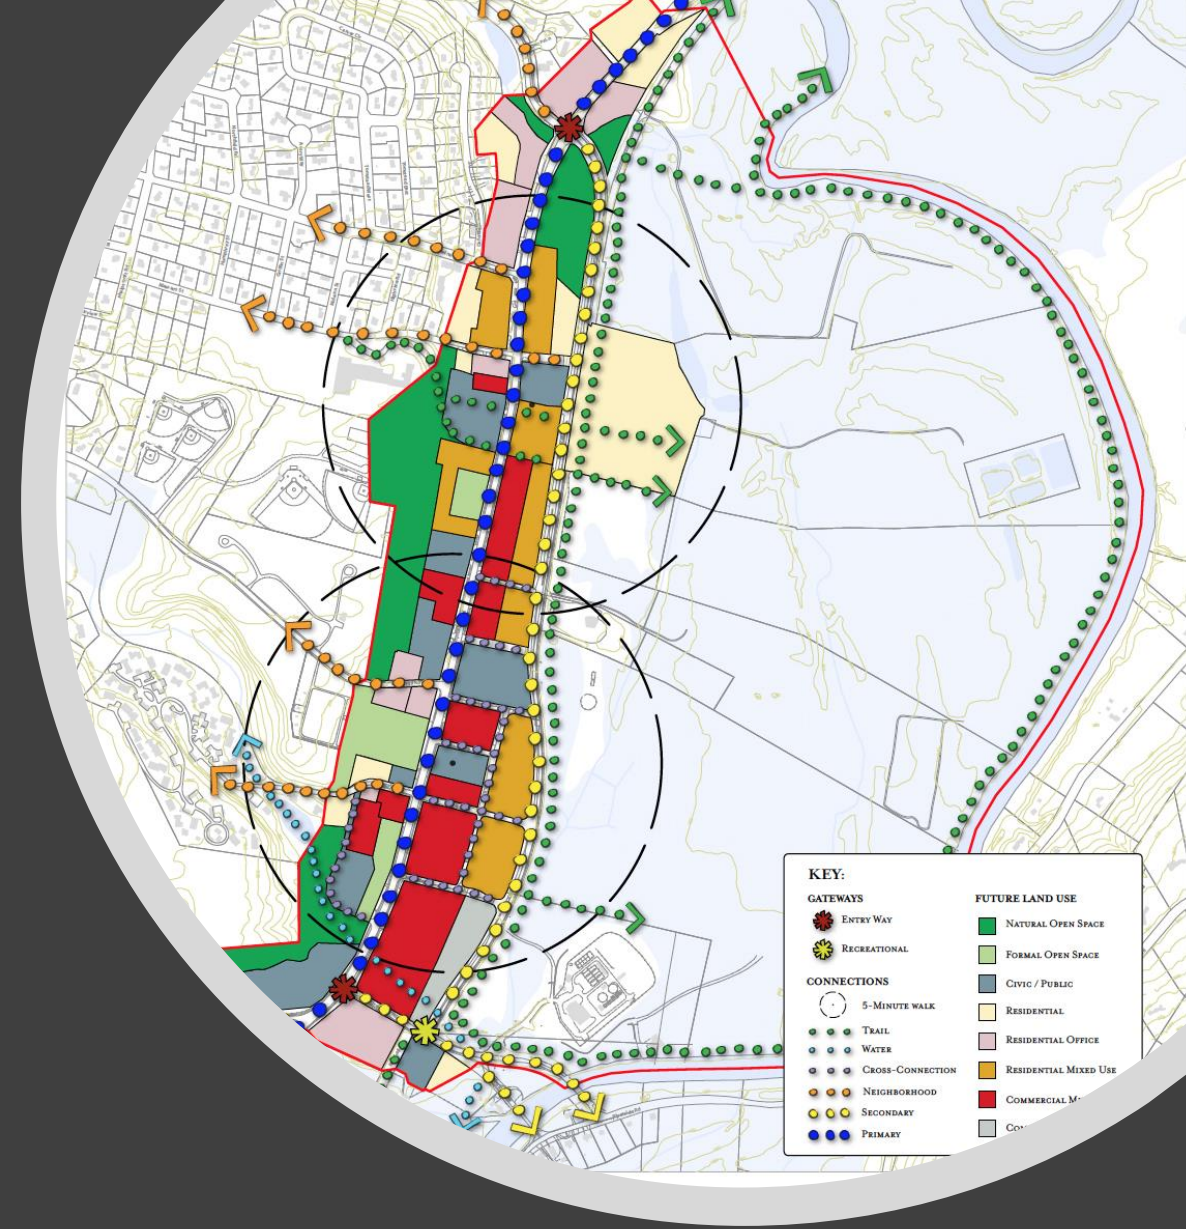 KEY:
GATEWAYS
ENTRY WAY
RECREATIONAL
CONNECTIONS
5-MINUTE WALK
TRAIL
WATER
CROSS-CONNECTION
NEIGHBORHOOD
SECONDARY
PRIMARY
FUTURE LAND USE
NATURAL OPEN SPACE
FORMAL OPEN SPACE
CIVIC / PUBLIC
RESIDENTIAL
RESIDENTIAL OFFICE
RESIDENTIAL MIXED USE
COMMERCIAL